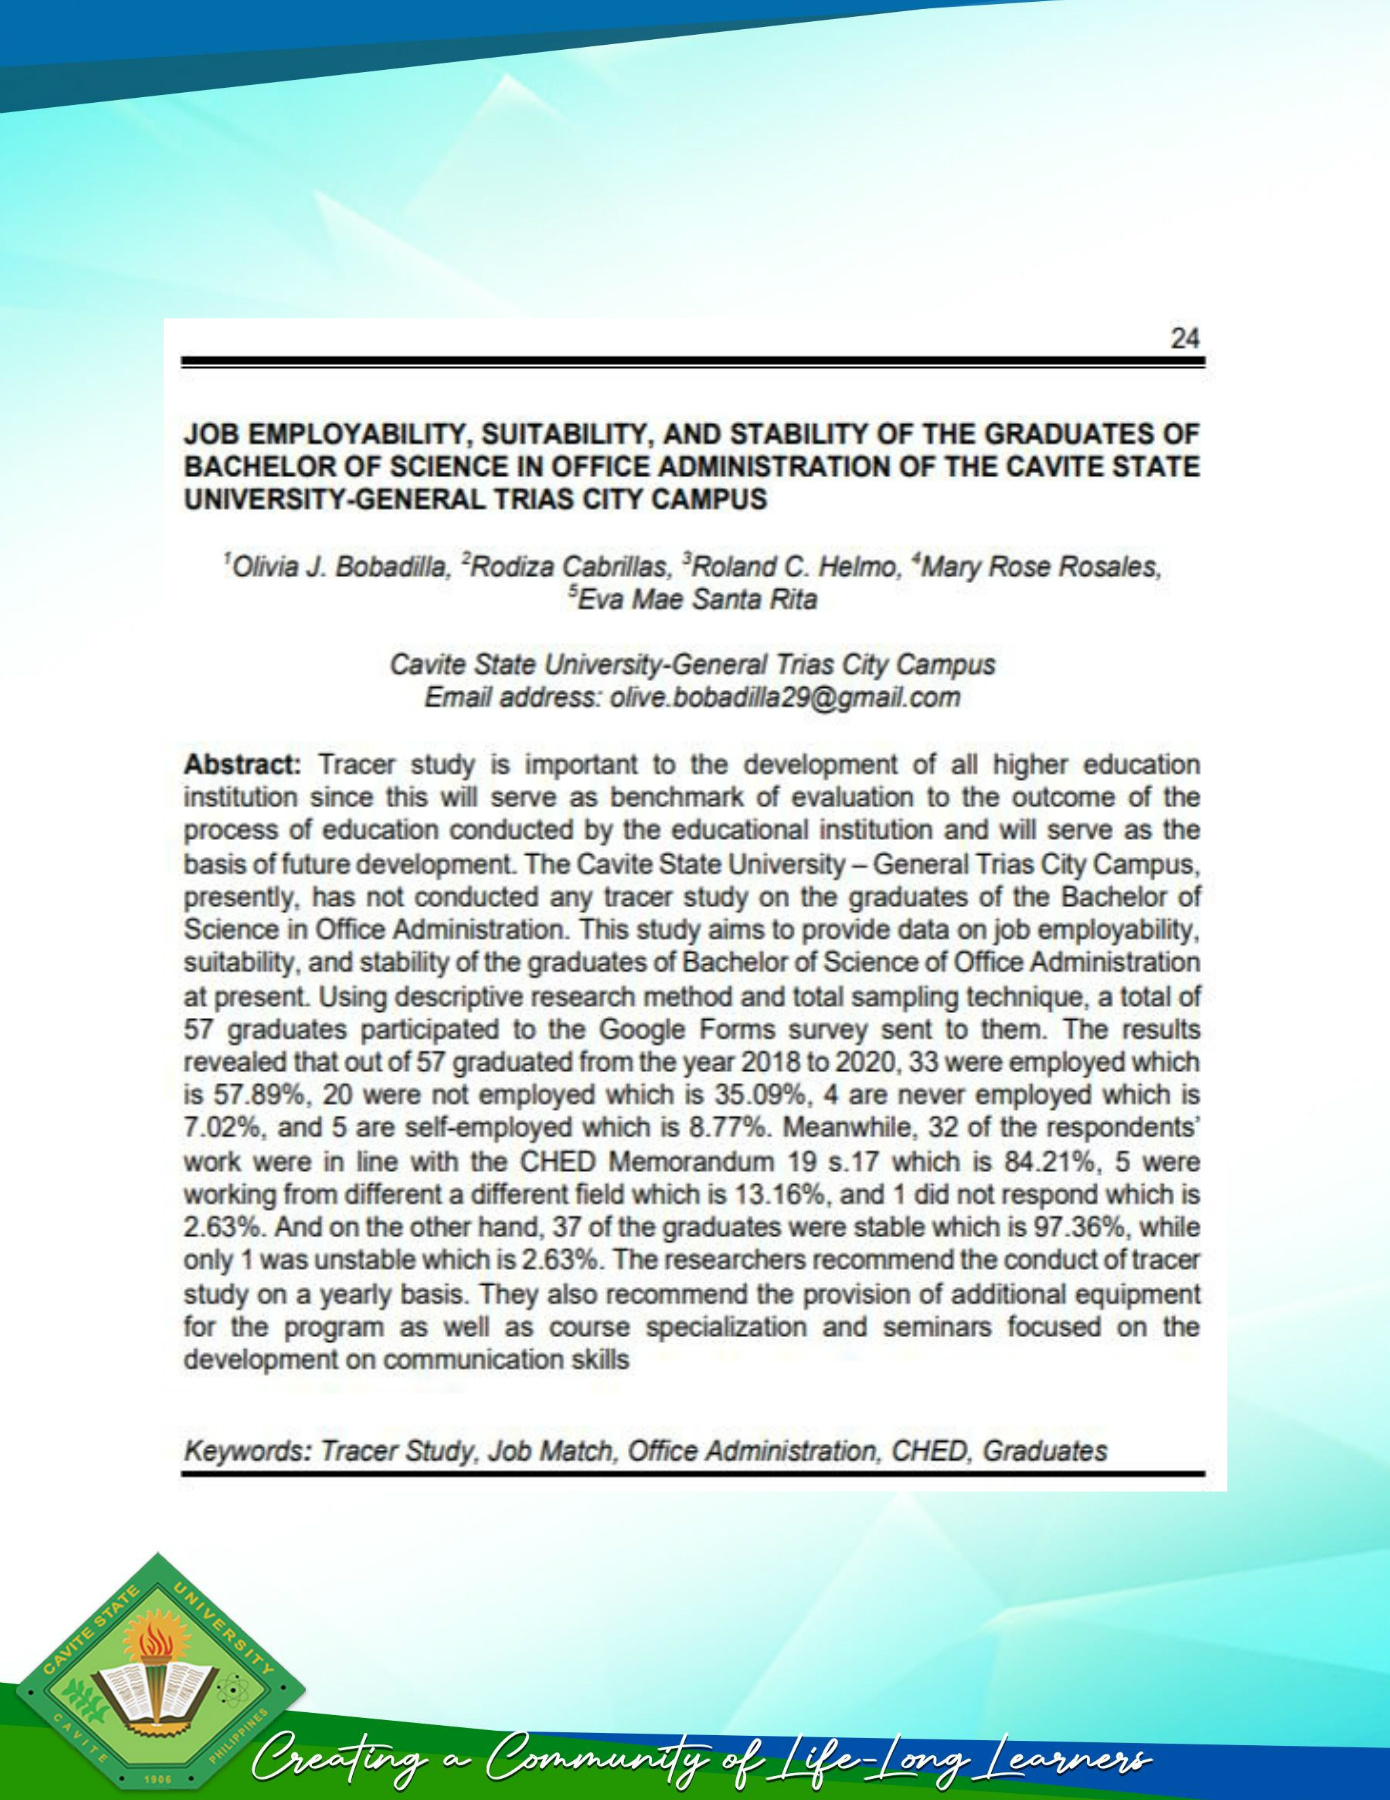 24
JOB EMPLOYABILITY, SUITABILITY, AND STABILITY OF THE GRADUATES OF
BACHELOR OF SCIENCE IN OFFICE ADMINISTRATION OF THE CAVITE STATE
UNIVERSITY-GENERAL TRIAS CITY CAMPUS
¹Olivia J. Bobadilla, ²Rodiza Cabrillas, ³Roland C. Helmo, ⁴Mary Rose Rosales,
⁵Eva Mae Santa Rita
Cavite State University-General Trias City Campus
Email address: olive.bobadilla29@gmail.com
Abstract: Tracer study is important to the development of all higher education
institution since this will serve as benchmark of evaluation to the outcome of the
process of education conducted by the educational institution and will serve as the
basis of future development. The Cavite State University – General Trias City Campus,
presently, has not conducted any tracer study on the graduates of the Bachelor of
Science in Office Administration. This study aims to provide data on job employability,
suitability, and stability of the graduates of Bachelor of Science of Office Administration
at present. Using descriptive research method and total sampling technique, a total of
57 graduates participated to the Google Forms survey sent to them. The results
revealed that out of 57 graduated from the year 2018 to 2020, 33 were employed which
is 57.89%, 20 were not employed which is 35.09%, 4 are never employed which is
7.02%, and 5 are self-employed which is 8.77%. Meanwhile, 32 of the respondents’
work were in line with the CHED Memorandum 19 s.17 which is 84.21%, 5 were
working from different a different field which is 13.16%, and 1 did not respond which is
2.63%. And on the other hand, 37 of the graduates were stable which is 97.36%, while
only 1 was unstable which is 2.63%. The researchers recommend the conduct of tracer
study on a yearly basis. They also recommend the provision of additional equipment
for the program as well as course specialization and seminars focused on the
development on communication skills
Keywords: Tracer Study, Job Match, Office Administration, CHED, Graduates
CAVITE STATE UNIVERSITY
CAVITE PHILIPPINES
1906
Creating a Community of Life-Long Learners